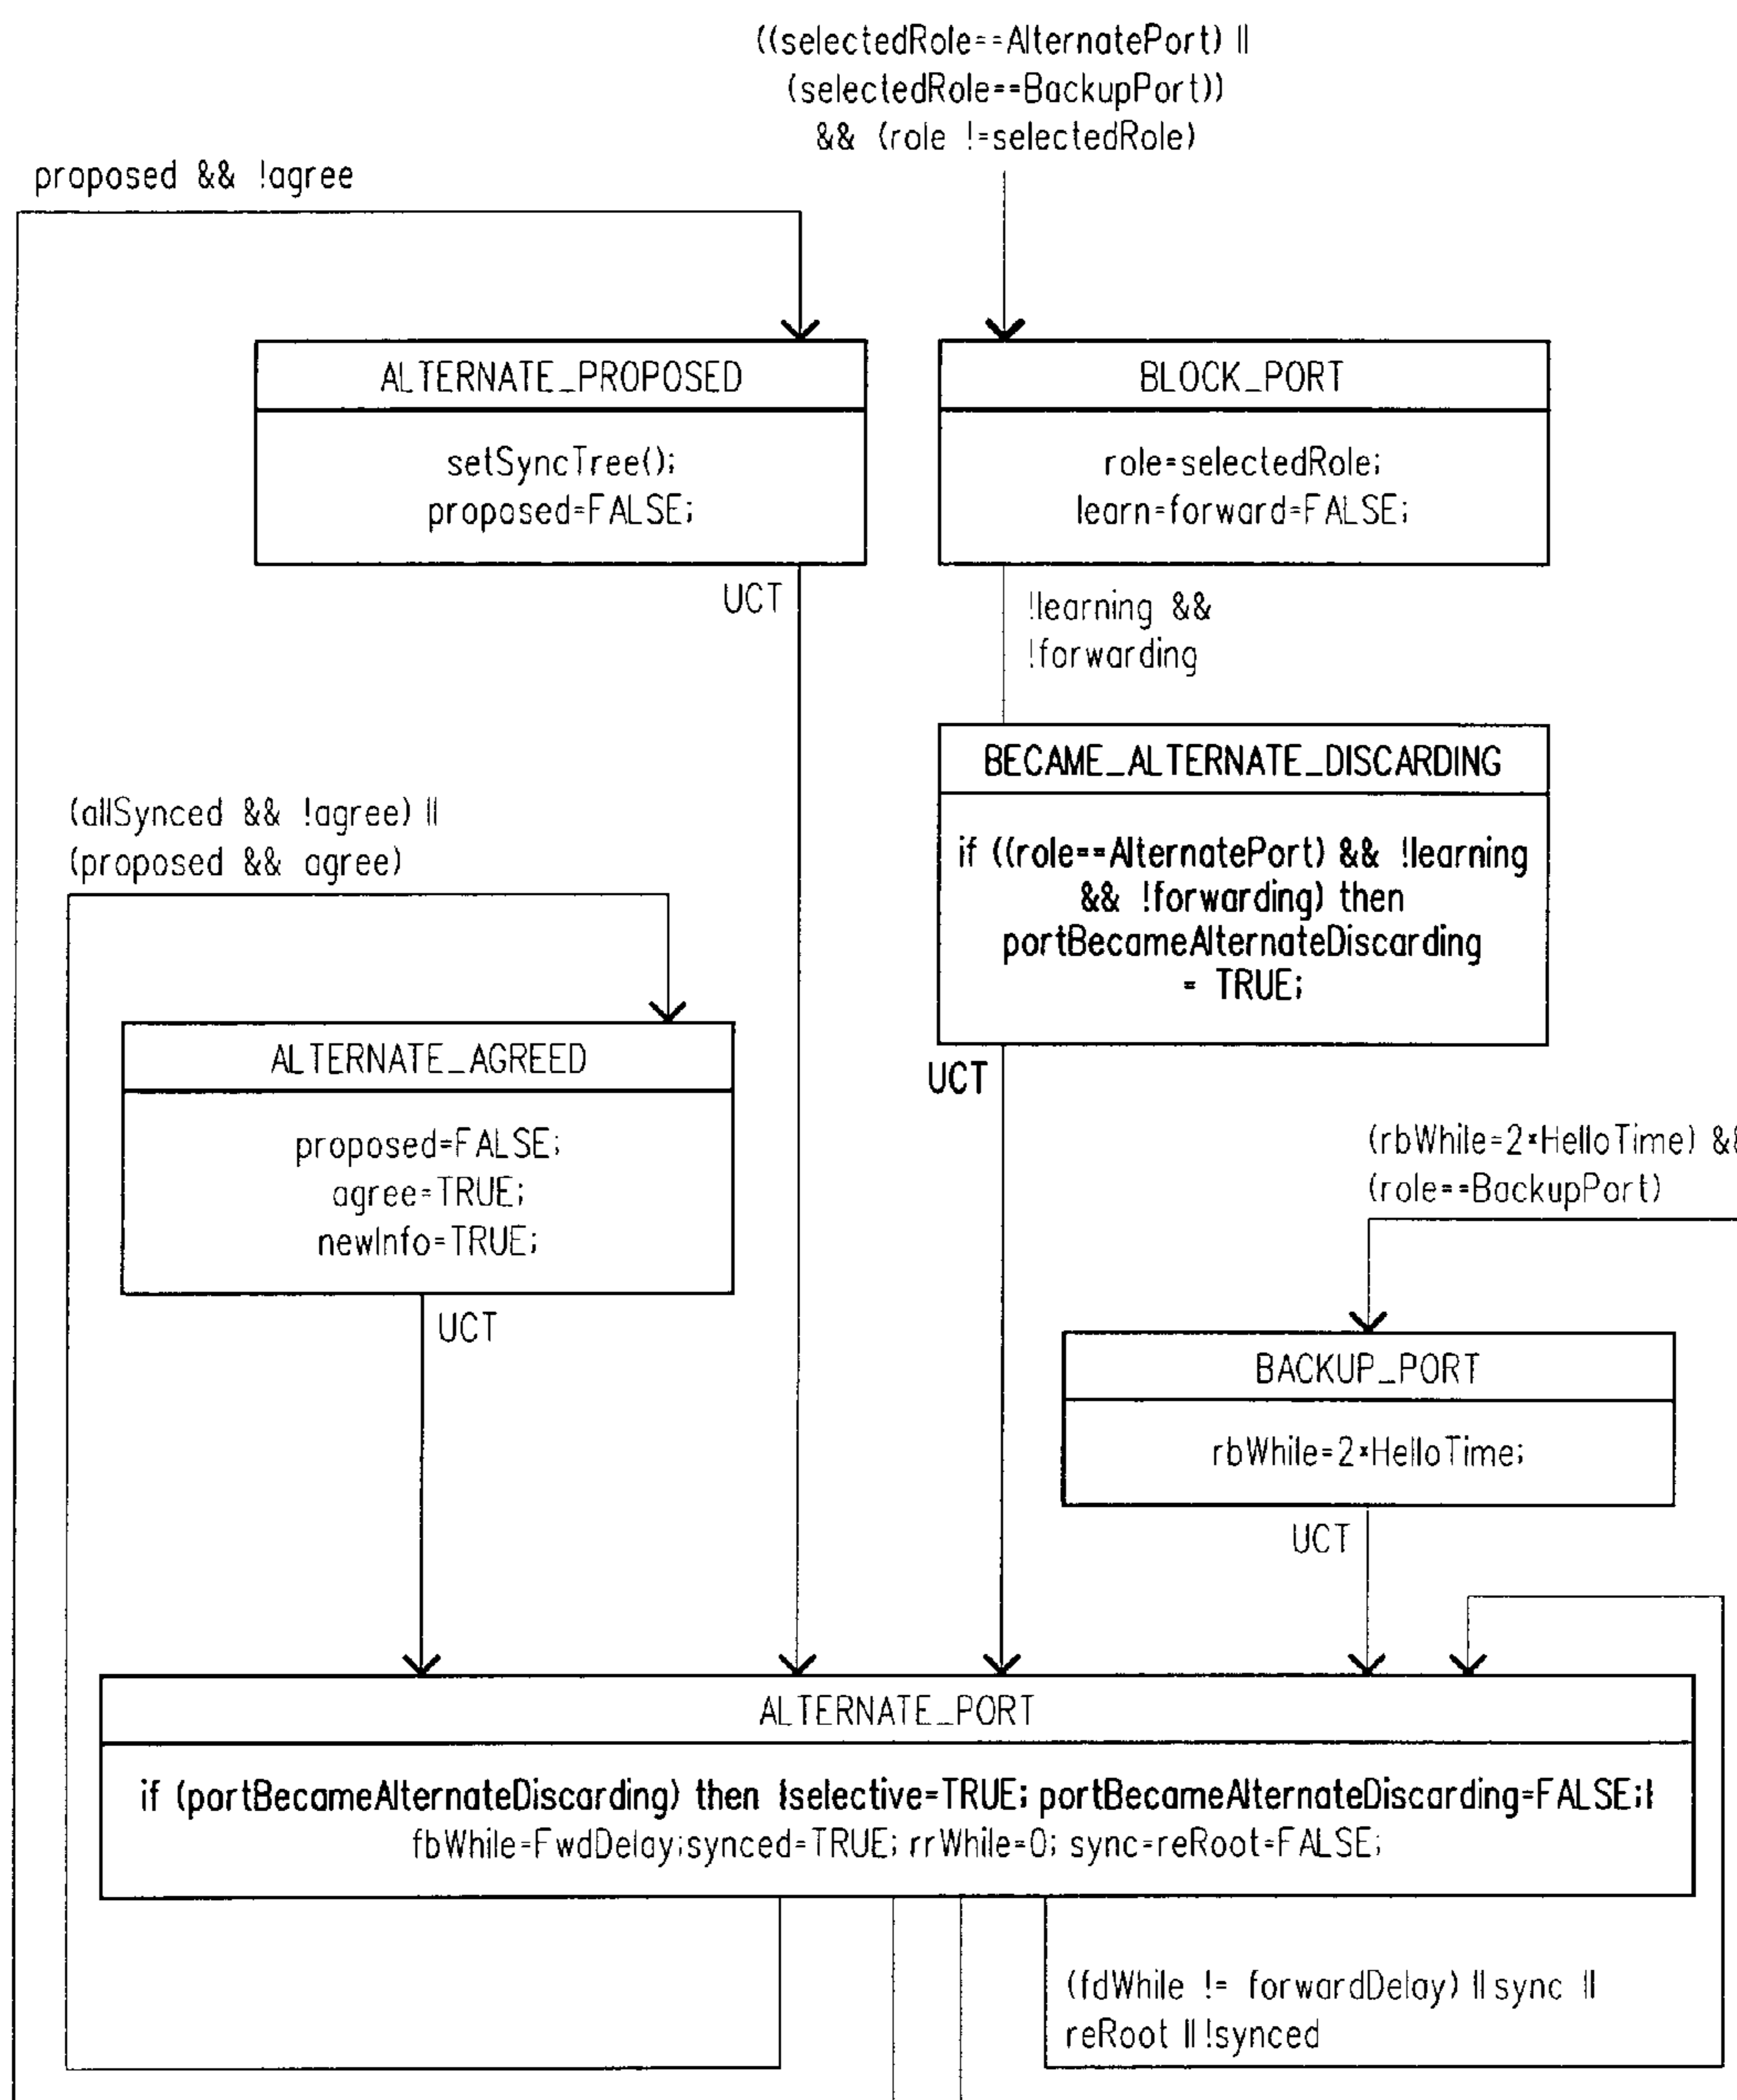 ((selectedRole==AlternatePort) ||
(selectedRole==BackupPort))
&& (role !=selectedRole)
proposed && !agree
ALTERNATE_PROPOSED
setSyncTree();
proposed=FALSE;
UCT
BLOCK_PORT
role=selectedRole;
learn=forward=FALSE;
!learning &&
!forwarding
BECAME_ALTERNATE_DISCARDING
if ((role==AlternatePort) && !learning
&& !forwarding) then
portBecameAlternateDiscarding
= TRUE;
UCT
(allSynced && !agree) ||
(proposed && agree)
ALTERNATE_AGREED
proposed=FALSE;
agree=TRUE;
newInfo=TRUE;
UCT
(rbWhile=2*HelloTime) &&
(role==BackupPort)
BACKUP_PORT
rbWhile=2*HelloTime;
UCT
ALTERNATE_PORT
if (portBecameAlternateDiscarding) then {selective=TRUE; portBecameAlternateDiscarding=FALSE;}
fbWhile=FwdDelay;synced=TRUE; rrWhile=0; sync=reRoot=FALSE;
(fdWhile != forwardDelay) || sync ||
reRoot || !synced